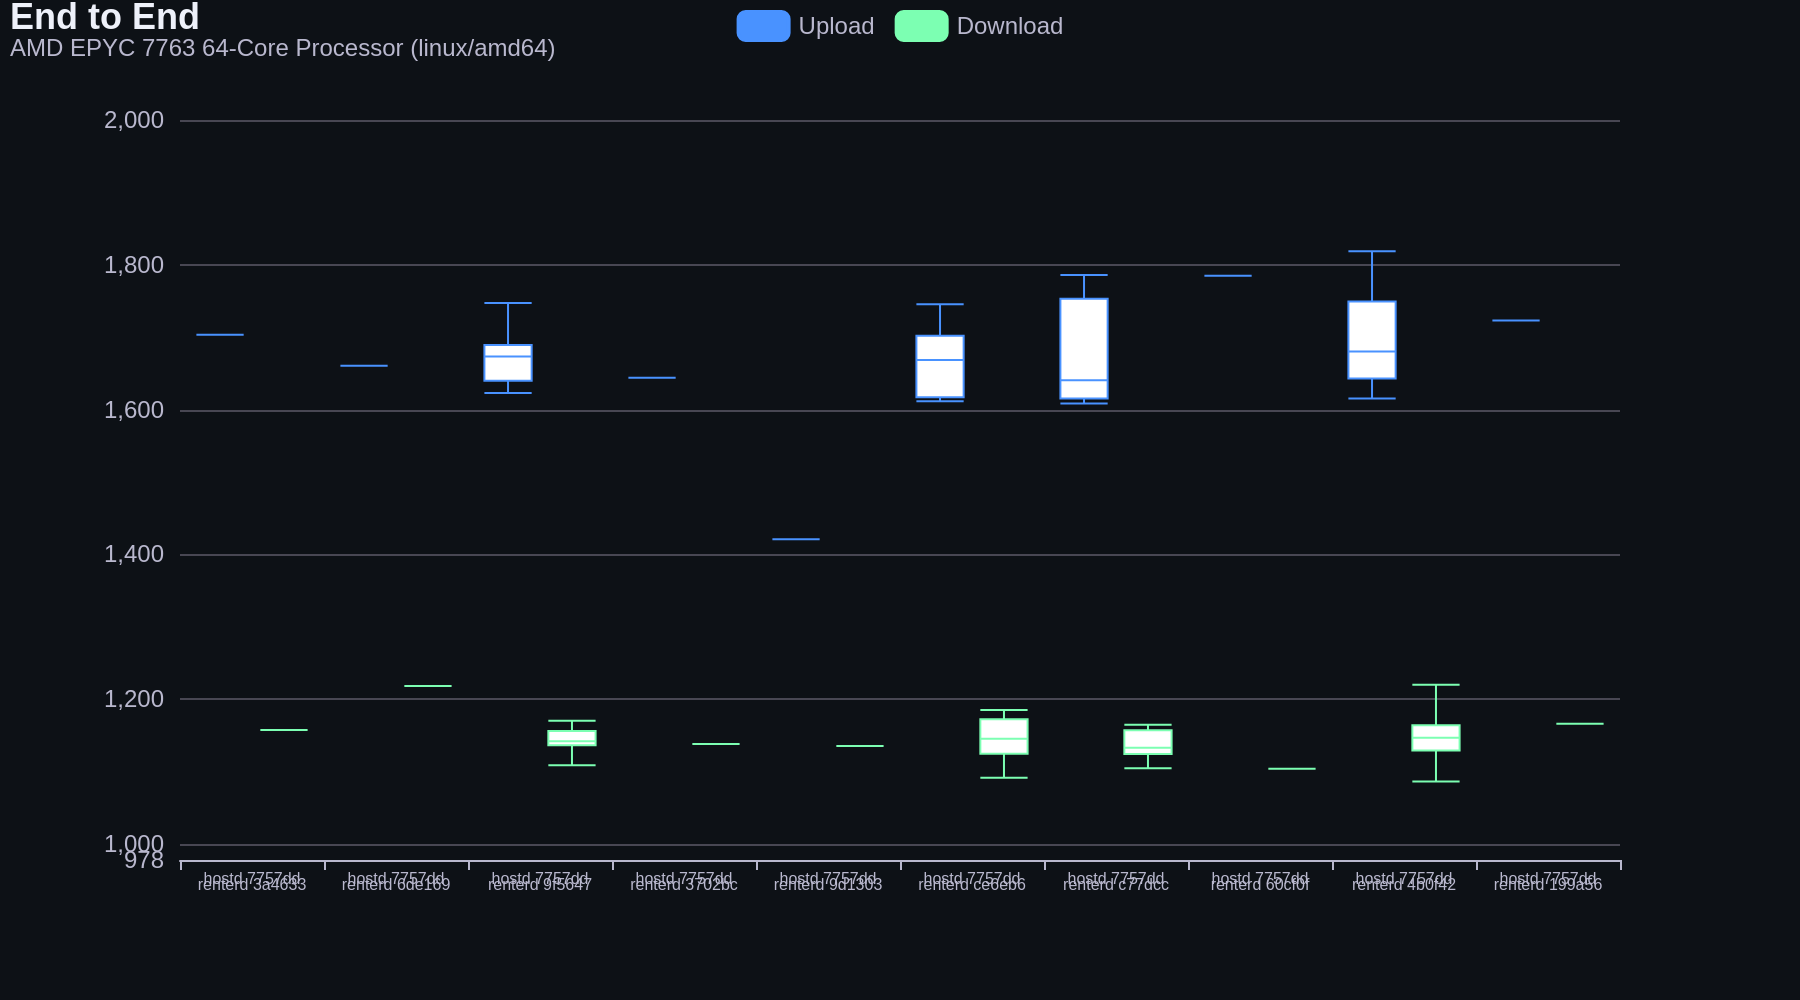 End to End
AMD EPYC 7763 64-Core Processor (linux/amd64)
Upload
Download
2,000
1,800
1,600
1,400
1,200
1,000
978
hostd 7757dd
renterd 3a4633
hostd 7757dd
renterd 6de169
hostd 7757dd
renterd 9f5647
hostd 7757dd
renterd 3702bc
hostd 7757dd
renterd 9d1303
hostd 7757dd
renterd ce6eb6
hostd 7757dd
renterd c77dcc
hostd 7757dd
renterd 60cf0f
hostd 7757dd
renterd 4b0f42
hostd 7757dd
renterd 199a56